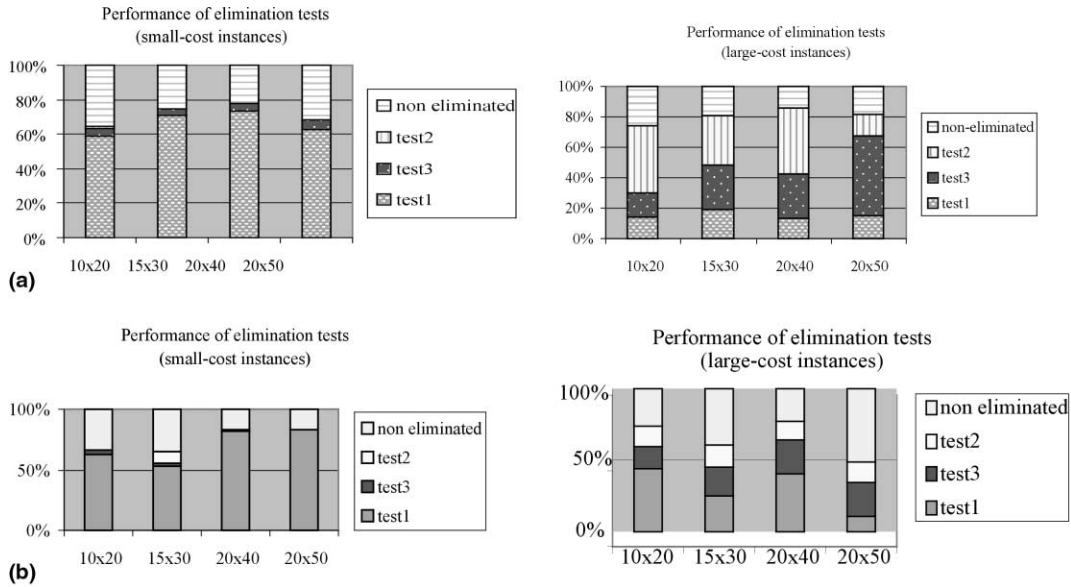 Performance of elimination tests
(small-cost instances)
100%
80%
60%
40%
20%
0%
10x20 15x30 20x40 20x50
non eliminated
test2
test3
test1
Performance of elimination tests
(large-cost instances)
100%
80%
60%
40%
20%
0%
10x20 15x30 20x40 20x50
non-eliminated
test2
test3
test1
(a)
Performance of elimination tests
(small-cost instances)
100%
50%
0%
10x20 15x30 20x40 20x50
non eliminated
test2
test3
test1
Performance of elimination tests
(large-cost instances)
100%
50%
0%
10x20 15x30 20x40 20x50
non eliminated
test2
test3
test1
(b)